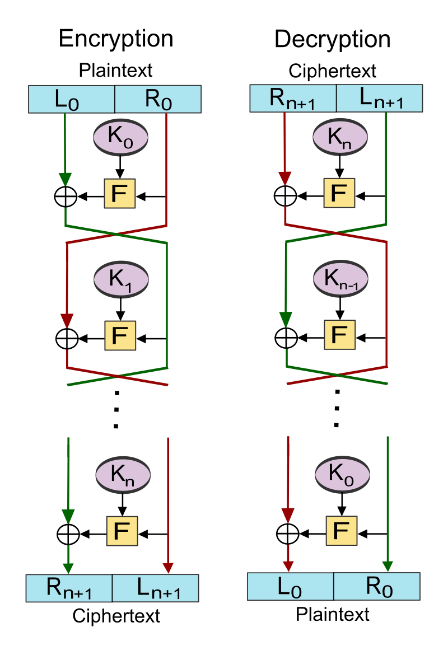 Encryption Decryption
Plaintext Ciphertext
L₀ R₀ Rₙ₊₁ Lₙ₊₁
K₀ Kₙ
F F
K₁ Kₙ₋₁
F F
Kₙ K₀
F F
Rₙ₊₁ Lₙ₊₁ L₀ R₀
Ciphertext Plaintext